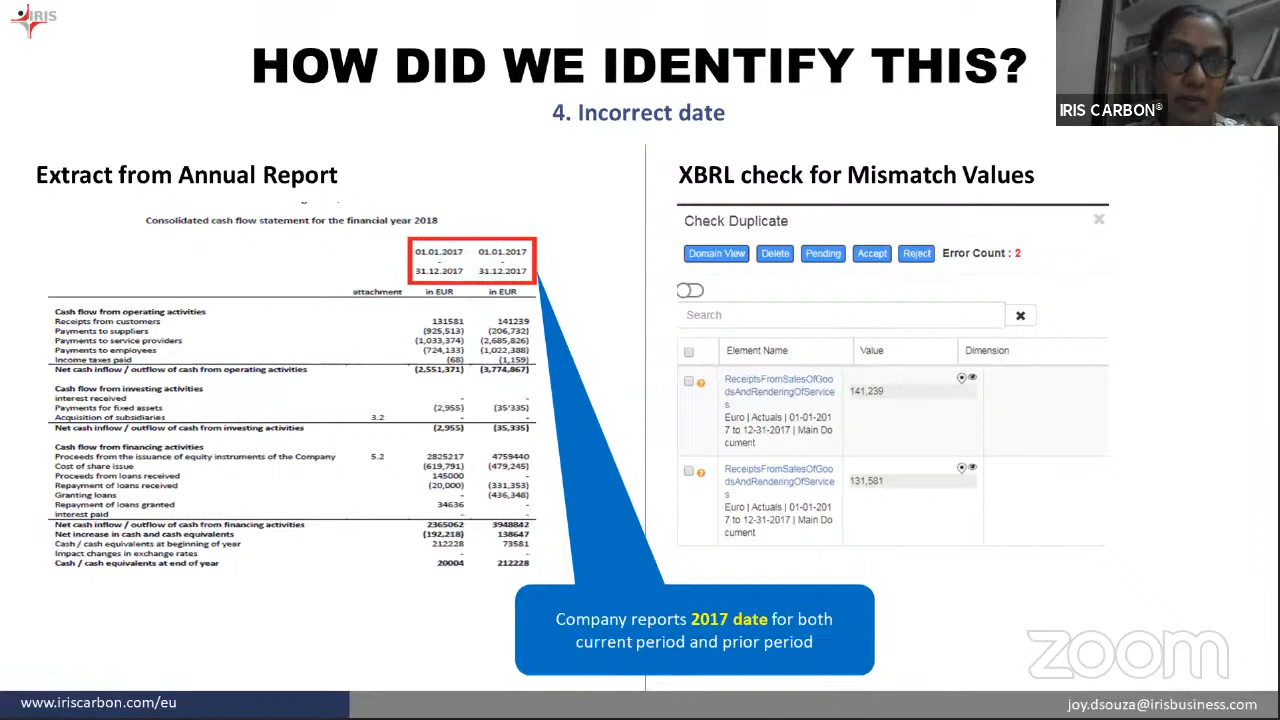 IRIS
HOW DID WE IDENTIFY THIS?
4. Incorrect date
IRIS CARBON®
Extract from Annual Report
Consolidated cash flow statement for the financial year 2018
01.01.2017 01.01.2017
- -
31.12.2017 31.12.2017
attachment in EUR in EUR
Cash flow from operating activities
Receipts from customers 131581 141239
Payments to suppliers (925,513) (206,732)
Payments to service providers (1,033,374) (2,685,826)
Payments to employees (724,133) (1,022,388)
Income taxes paid (68) (1,159)
Net cash inflow / outflow of cash from operating activities (2,551,371) (3,774,867)
Cash flow from investing activities
interest received - -
Payments for fixed assets (2,955) (35'335)
Acquisition of subsidiaries 3.2 - -
Net cash inflow / outflow of cash from investing activities (2,955) (35,335)
Cash flow from financing activities
Proceeds from the issuance of equity instruments of the Company 5.2 2825217 4759440
Cost of share issue (619,791) (479,245)
Proceeds from loans received 145000 -
Repayment of loans received (20,000) (331,353)
Granting loans - (436,348)
Repayment of loans granted 34636 -
interest paid - -
Net cash inflow / outflow of cash from financing activities 2365062 3948842
Net increase in cash and cash equivalents (192,218) 138647
Cash / cash equivalents at beginning of year 212228 73581
Impact changes in exchange rates - -
Cash / cash equivalents at end of year 20004 212228
XBRL check for Mismatch Values
Check Duplicate ×
Domain View Delete Pending Accept Reject Error Count : 2
Search
Element Name Value Dimension
ReceiptsFromSalesOfGoo
dsAndRenderingOfService
s
Euro | Actuals | 01-01-201
7 to 12-31-2017 | Main Do
cument
141,239
ReceiptsFromSalesOfGoo
dsAndRenderingOfService
s
Euro | Actuals | 01-01-201
7 to 12-31-2017 | Main Do
cument
131,581
Company reports 2017 date for both
current period and prior period
zoom
www.iriscarbon.com/eu
joy.dsouza@irisbusiness.com